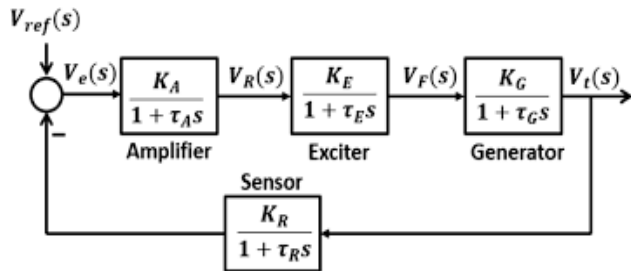 V_ref(s)
V_e(s) K_A / 1 + τ_A s V_R(s) K_E / 1 + τ_E s V_F(s) K_G / 1 + τ_G s V_t(s)
−
Amplifier Exciter Generator
Sensor
K_R / 1 + τ_R s